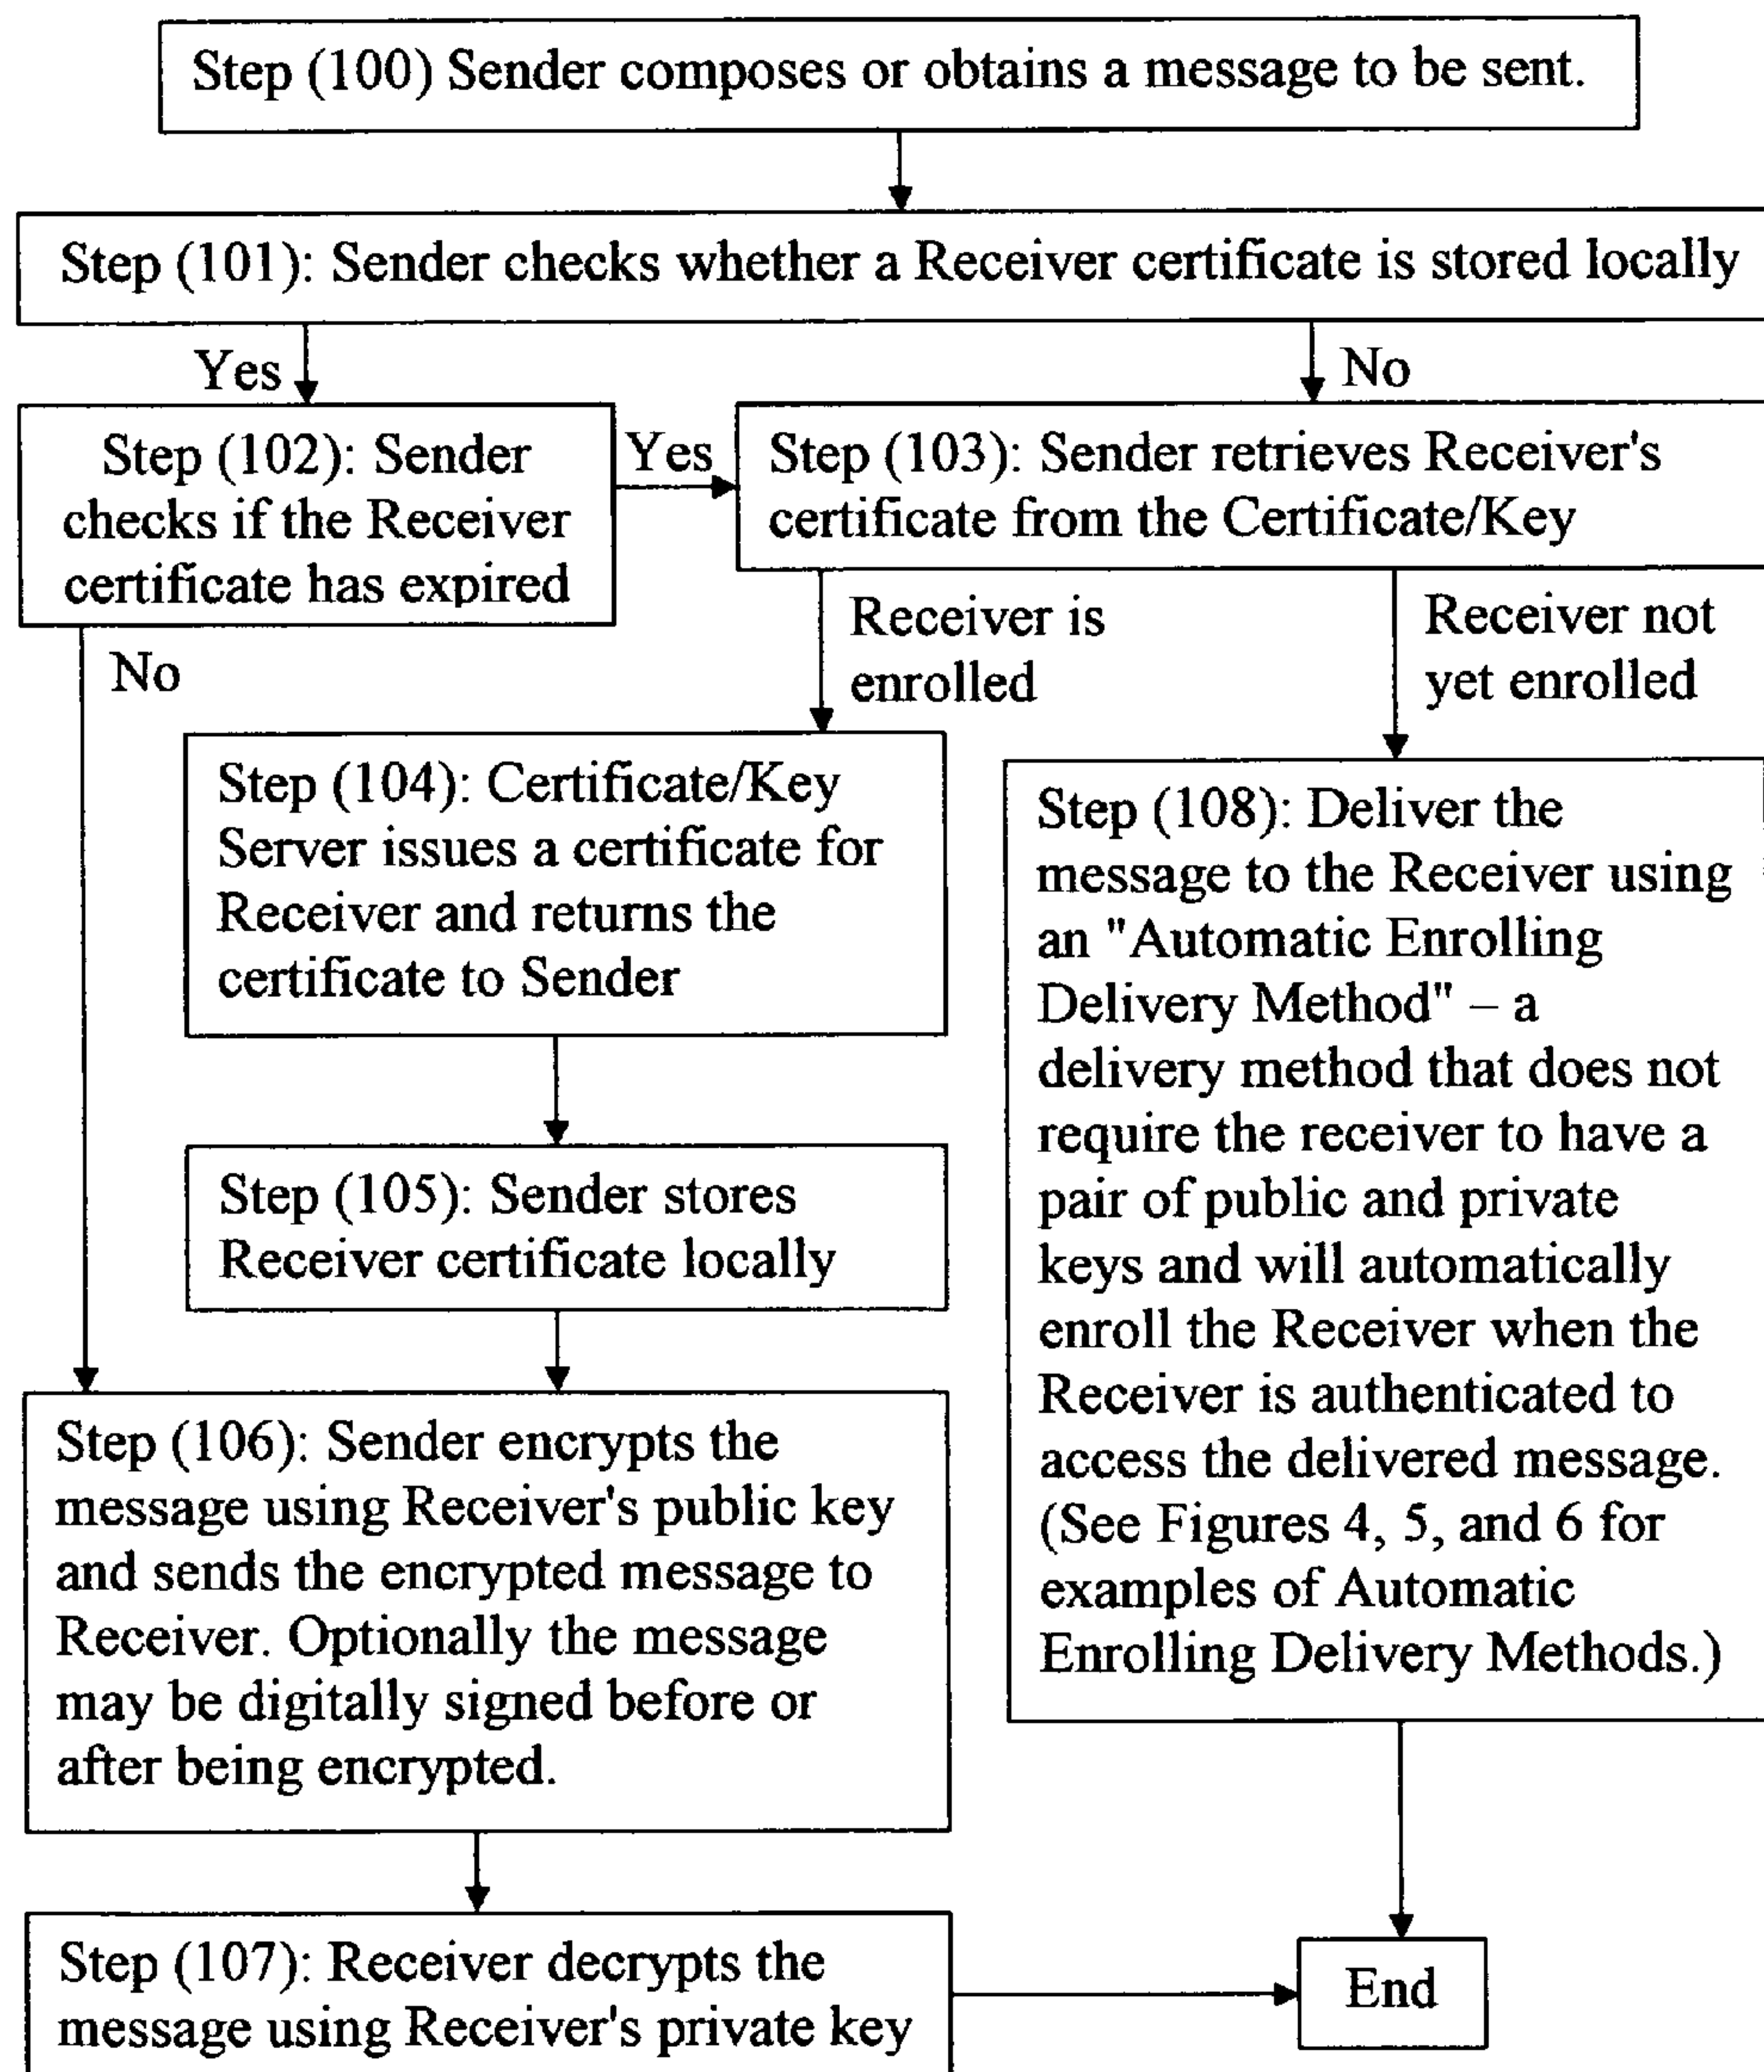 Step (100) Sender composes or obtains a message to be sent.
Step (101): Sender checks whether a Receiver certificate is stored locally
Yes
No
Step (102): Sender
checks if the Receiver
certificate has expired
Yes
Step (103): Sender retrieves Receiver's
certificate from the Certificate/Key
No
Receiver is
enrolled
Receiver not
yet enrolled
Step (104): Certificate/Key
Server issues a certificate for
Receiver and returns the
certificate to Sender
Step (105): Sender stores
Receiver certificate locally
Step (106): Sender encrypts the
message using Receiver's public key
and sends the encrypted message to
Receiver. Optionally the message
may be digitally signed before or
after being encrypted.
Step (108): Deliver the
message to the Receiver using
an "Automatic Enrolling
Delivery Method" – a
delivery method that does not
require the receiver to have a
pair of public and private
keys and will automatically
enroll the Receiver when the
Receiver is authenticated to
access the delivered message.
(See Figures 4, 5, and 6 for
examples of Automatic
Enrolling Delivery Methods.)
Step (107): Receiver decrypts the
message using Receiver's private key
End